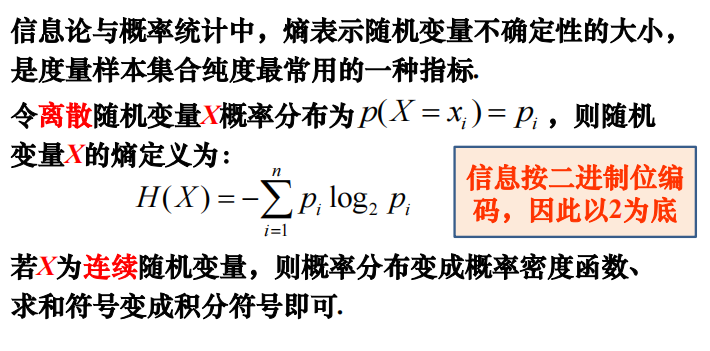 信息论与概率统计中，熵表示随机变量不确定性的大小，
是度量样本集合纯度最常用的一种指标.
令离散随机变量X概率分布为 p(X = x_i) = p_i ，则随机
变量X的熵定义为：
H(X) = -\sum_{i=1}^{n} p_i \log_2 p_i
信息按二进制位编
码，因此以2为底
若X为连续随机变量，则概率分布变成概率密度函数、
求和符号变成积分符号即可.